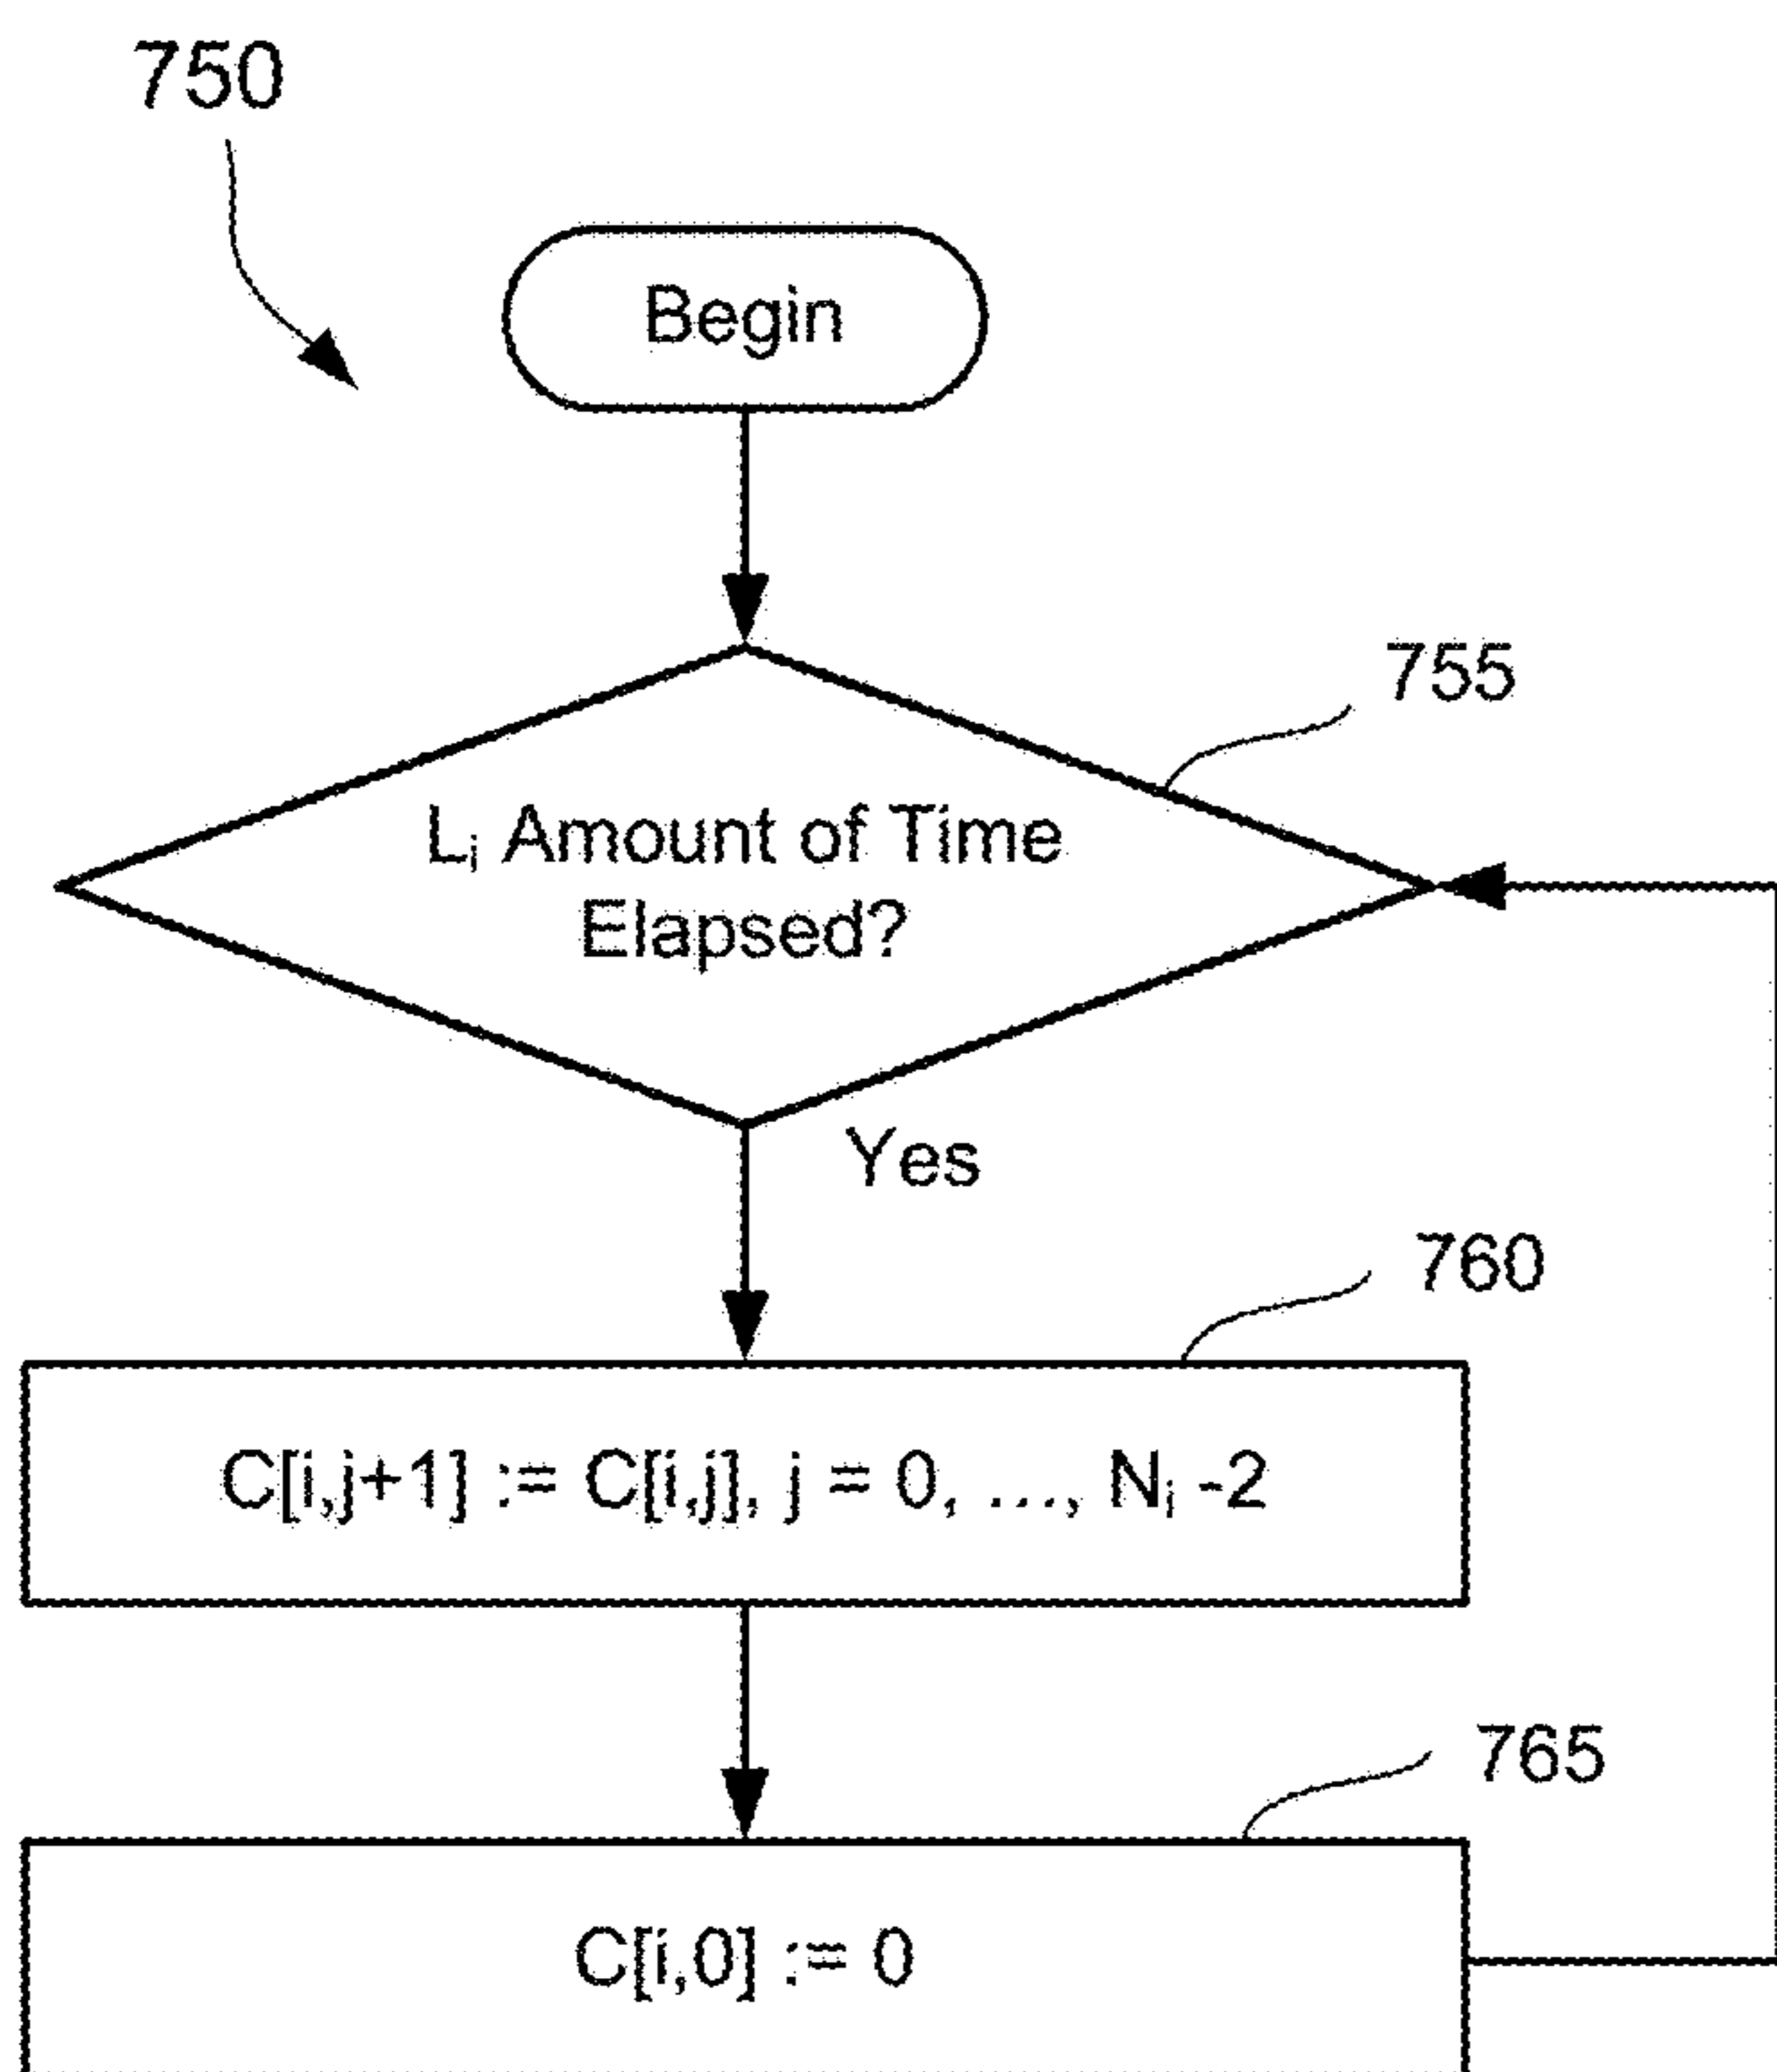 750
Begin
755
Lᵢ Amount of Time
Elapsed?
Yes
760
C[i,j+1] := C[i,j], j = 0, ..., Nᵢ -2
765
C[i,0] := 0